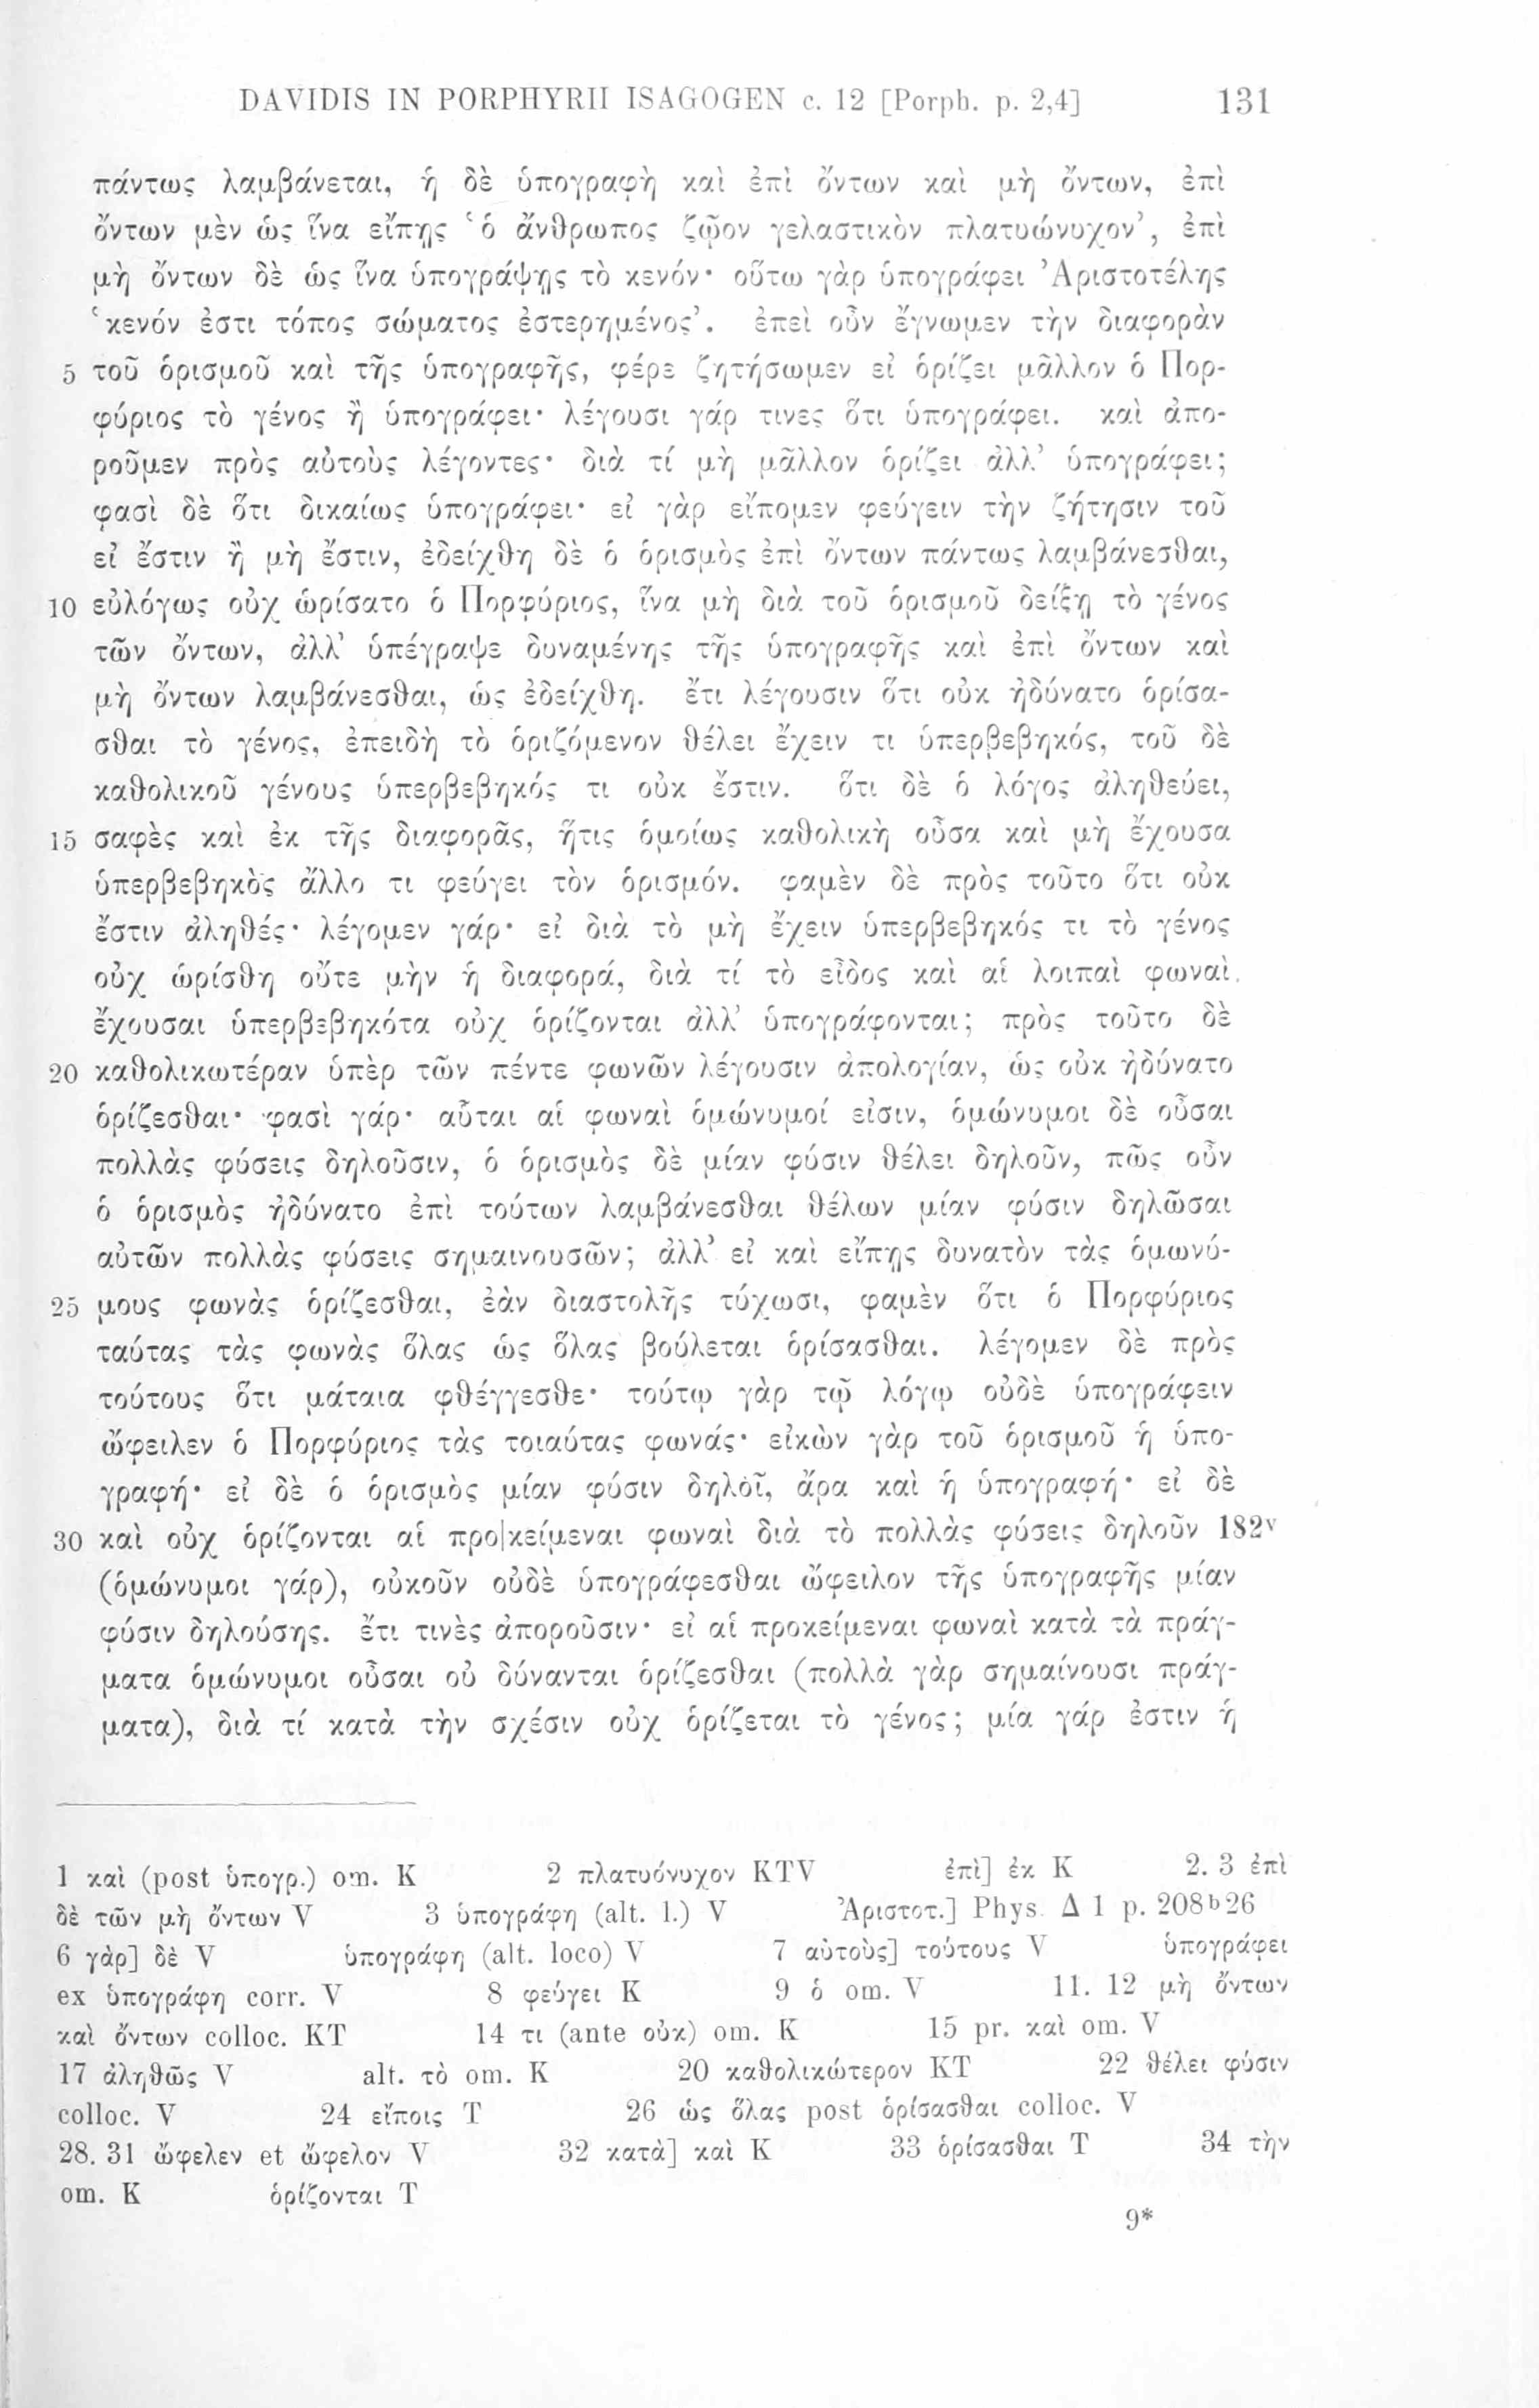 DAVIDIS IN PORPHYRII ISAGOGEN c. 12 [Porph. p. 2,4] 131
πάντως λαμβάνεται, ἡ δὲ ὑπογραφὴ καὶ ἐπὶ ὄντων καὶ μὴ ὄντων, ἐπὶ
ὄντων μὲν ὡς ἵνα εἴπῃς ‘ὁ ἄνθρωπος ζῷον γελαστικὸν πλατυώνυχον’, ἐπὶ
μὴ ὄντων δὲ ὡς ἵνα ὑπογράψῃς τὸ κενόν· οὕτω γὰρ ὑπογράφει Ἀριστοτέλης
‘κενόν ἐστι τόπος σώματος ἐστερημένος’. ἐπεὶ οὖν ἔγνωμεν τὴν διαφορὰν
5 τοῦ ὁρισμοῦ καὶ τῆς ὑπογραφῆς, φέρε ζητήσωμεν εἰ ὁρίζει μᾶλλον ὁ Πορ-
φύριος τὸ γένος ἢ ὑπογράφει· λέγουσι γάρ τινες ὅτι ὑπογράφει. καὶ ἀπο-
ροῦμεν πρὸς αὐτοὺς λέγοντες· διὰ τί μὴ μᾶλλον ὁρίζει ἀλλ’ ὑπογράφει;
φασὶ δὲ ὅτι δικαίως ὑπογράφει· εἰ γὰρ εἴπομεν φεύγειν τὴν ζήτησιν τοῦ
εἰ ἔστιν ἢ μὴ ἔστιν, ἐδείχθη δὲ ὁ ὁρισμὸς ἐπὶ ὄντων πάντως λαμβάνεσθαι,
10 εὐλόγως οὐχ ὡρίσατο ὁ Πορφύριος, ἵνα μὴ διὰ τοῦ ὁρισμοῦ δείξῃ τὸ γένος
τῶν ὄντων, ἀλλ’ ὑπέγραψε δυναμένης τῆς ὑπογραφῆς καὶ ἐπὶ ὄντων καὶ
μὴ ὄντων λαμβάνεσθαι, ὡς ἐδείχθη. ἔτι λέγουσιν ὅτι οὐκ ἠδύνατο ὁρίσα-
σθαι τὸ γένος, ἐπειδὴ τὸ ὁριζόμενον θέλει ἔχειν τι ὑπερβεβηκός, τοῦ δὲ
καθολικοῦ γένους ὑπερβεβηκός τι οὐκ ἔστιν. ὅτι δὲ ὁ λόγος ἀληθεύει,
15 σαφὲς καὶ ἐκ τῆς διαφορᾶς, ἥτις ὁμοίως καθολικὴ οὖσα καὶ μὴ ἔχουσα
ὑπερβεβηκὸς ἄλλο τι φεύγει τὸν ὁρισμόν. φαμὲν δὲ πρὸς τοῦτο ὅτι οὐκ
ἔστιν ἀληθές· λέγομεν γάρ· εἰ διὰ τὸ μὴ ἔχειν ὑπερβεβηκός τι τὸ γένος
οὐχ ὡρίσθη οὔτε μὴν ἡ διαφορά, διὰ τί τὸ εἶδος καὶ αἱ λοιπαὶ φωναὶ
ἔχουσαι ὑπερβεβηκότα οὐχ ὁρίζονται ἀλλ’ ὑπογράφονται; πρὸς τοῦτο δὲ
20 καθολικωτέραν ὑπὲρ τῶν πέντε φωνῶν λέγουσιν ἀπολογίαν, ὡς οὐκ ἠδύνατο
ὁρίζεσθαι· φασὶ γάρ· αὗται αἱ φωναὶ ὁμώνυμοί εἰσιν, ὁμώνυμοι δὲ οὖσαι
πολλὰς φύσεις δηλοῦσιν, ὁ ὁρισμὸς δὲ μίαν φύσιν θέλει δηλοῦν, πῶς οὖν
ὁ ὁρισμὸς ἠδύνατο ἐπὶ τούτων λαμβάνεσθαι θέλων μίαν φύσιν δηλῶσαι
αὐτῶν πολλὰς φύσεις σημαινουσῶν; ἀλλ’ εἰ καὶ εἴπῃς δυνατὸν τὰς ὁμωνύ-
25 μους φωνὰς ὁρίζεσθαι, ἐὰν διαστολῆς τύχωσι, φαμὲν ὅτι ὁ Πορφύριος
ταύτας τὰς φωνὰς ὅλας ὡς ὅλας βούλεται ὁρίσασθαι. λέγομεν δὲ πρὸς
τούτους ὅτι μάταια φθέγγεσθε· τούτῳ γὰρ τῷ λόγῳ οὐδὲ ὑπογράφειν
ὤφειλεν ὁ Πορφύριος τὰς τοιαύτας φωνάς· εἰκὼν γὰρ τοῦ ὁρισμοῦ ἡ ὑπο-
γραφή· εἰ δὲ ὁ ὁρισμὸς μίαν φύσιν δηλοῖ, ἄρα καὶ ἡ ὑπογραφή· εἰ δὲ
30 καὶ οὐχ ὁρίζονται αἱ προ|κείμεναι φωναὶ διὰ τὸ πολλὰς φύσεις δηλοῦν 182v
(ὁμώνυμοι γάρ), οὐκοῦν οὐδὲ ὑπογράφεσθαι ὤφειλον τῆς ὑπογραφῆς μίαν
φύσιν δηλούσης. ἔτι τινὲς ἀποροῦσιν· εἰ αἱ προκείμεναι φωναὶ κατὰ τὰ πράγ-
ματα ὁμώνυμοι οὖσαι οὐ δύνανται ὁρίζεσθαι (πολλὰ γὰρ σημαίνουσι πράγ-
ματα), διὰ τί κατὰ τὴν σχέσιν οὐχ ὁρίζεται τὸ γένος; μία γάρ ἐστιν ἡ
1 καὶ (post ὑπογρ.) om. K 2 πλατυόνυχον KTV ἐπὶ] ἐκ K 2. 3 ἐπὶ
δὲ τῶν μὴ ὄντων V 3 ὑπογράφη (alt. l.) V Ἀριστοτ.] Phys. Δ 1 p. 208b26
6 γὰρ] δὲ V ὑπογράφη (alt. loco) V 7 αὐτοὺς] τούτους V ὑπογράφει
ex ὑπογράφη corr. V 8 φεύγει K 9 ὁ om. V 11. 12 μὴ ὄντων
καὶ ὄντων colloc. KT 14 τι (ante οὐκ) om. K 15 pr. καὶ om. V
17 ἀληθῶς V alt. τὸ om. K 20 καθολικώτερον KT 22 θέλει φύσιν
colloc. V 24 εἴποις T 26 ὡς ὅλας post ὁρίσασθαι colloc. V
28. 31 ὤφελεν et ὤφελον V 32 κατὰ] καὶ K 33 ὁρίσασθαι T 34 τὴν
om. K ὁρίζονται T
9*